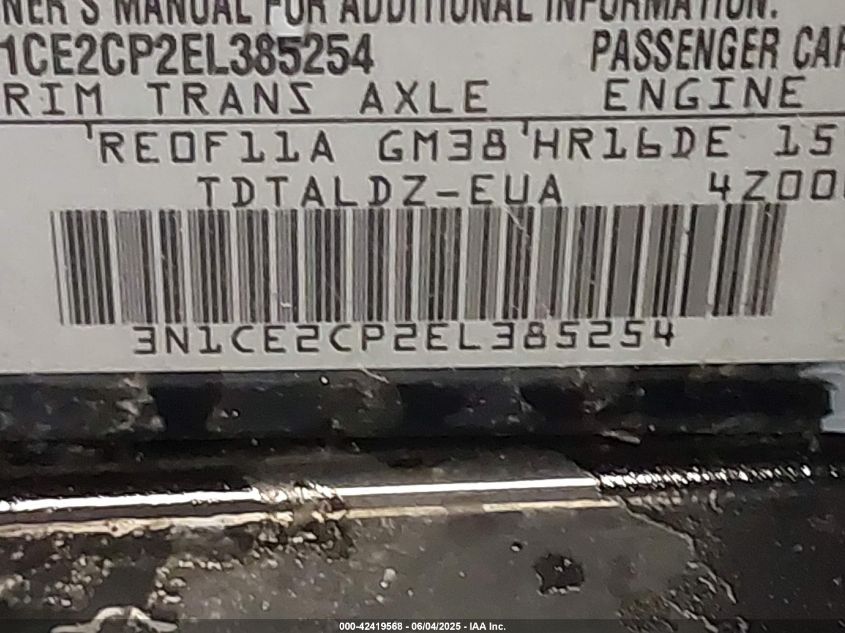 NER'S MANUAL FOR ADDITIONAL INFORMATION.
1CE2CP2EL385254 PASSENGER CAR
RIM TRANS AXLE ENGINE
RE0F11A GM38 HR16DE 15
TDTALDZ-EUA 4Z00
3N1CE2CP2EL385254
000-42419568 - 06/04/2025 - IAA Inc.